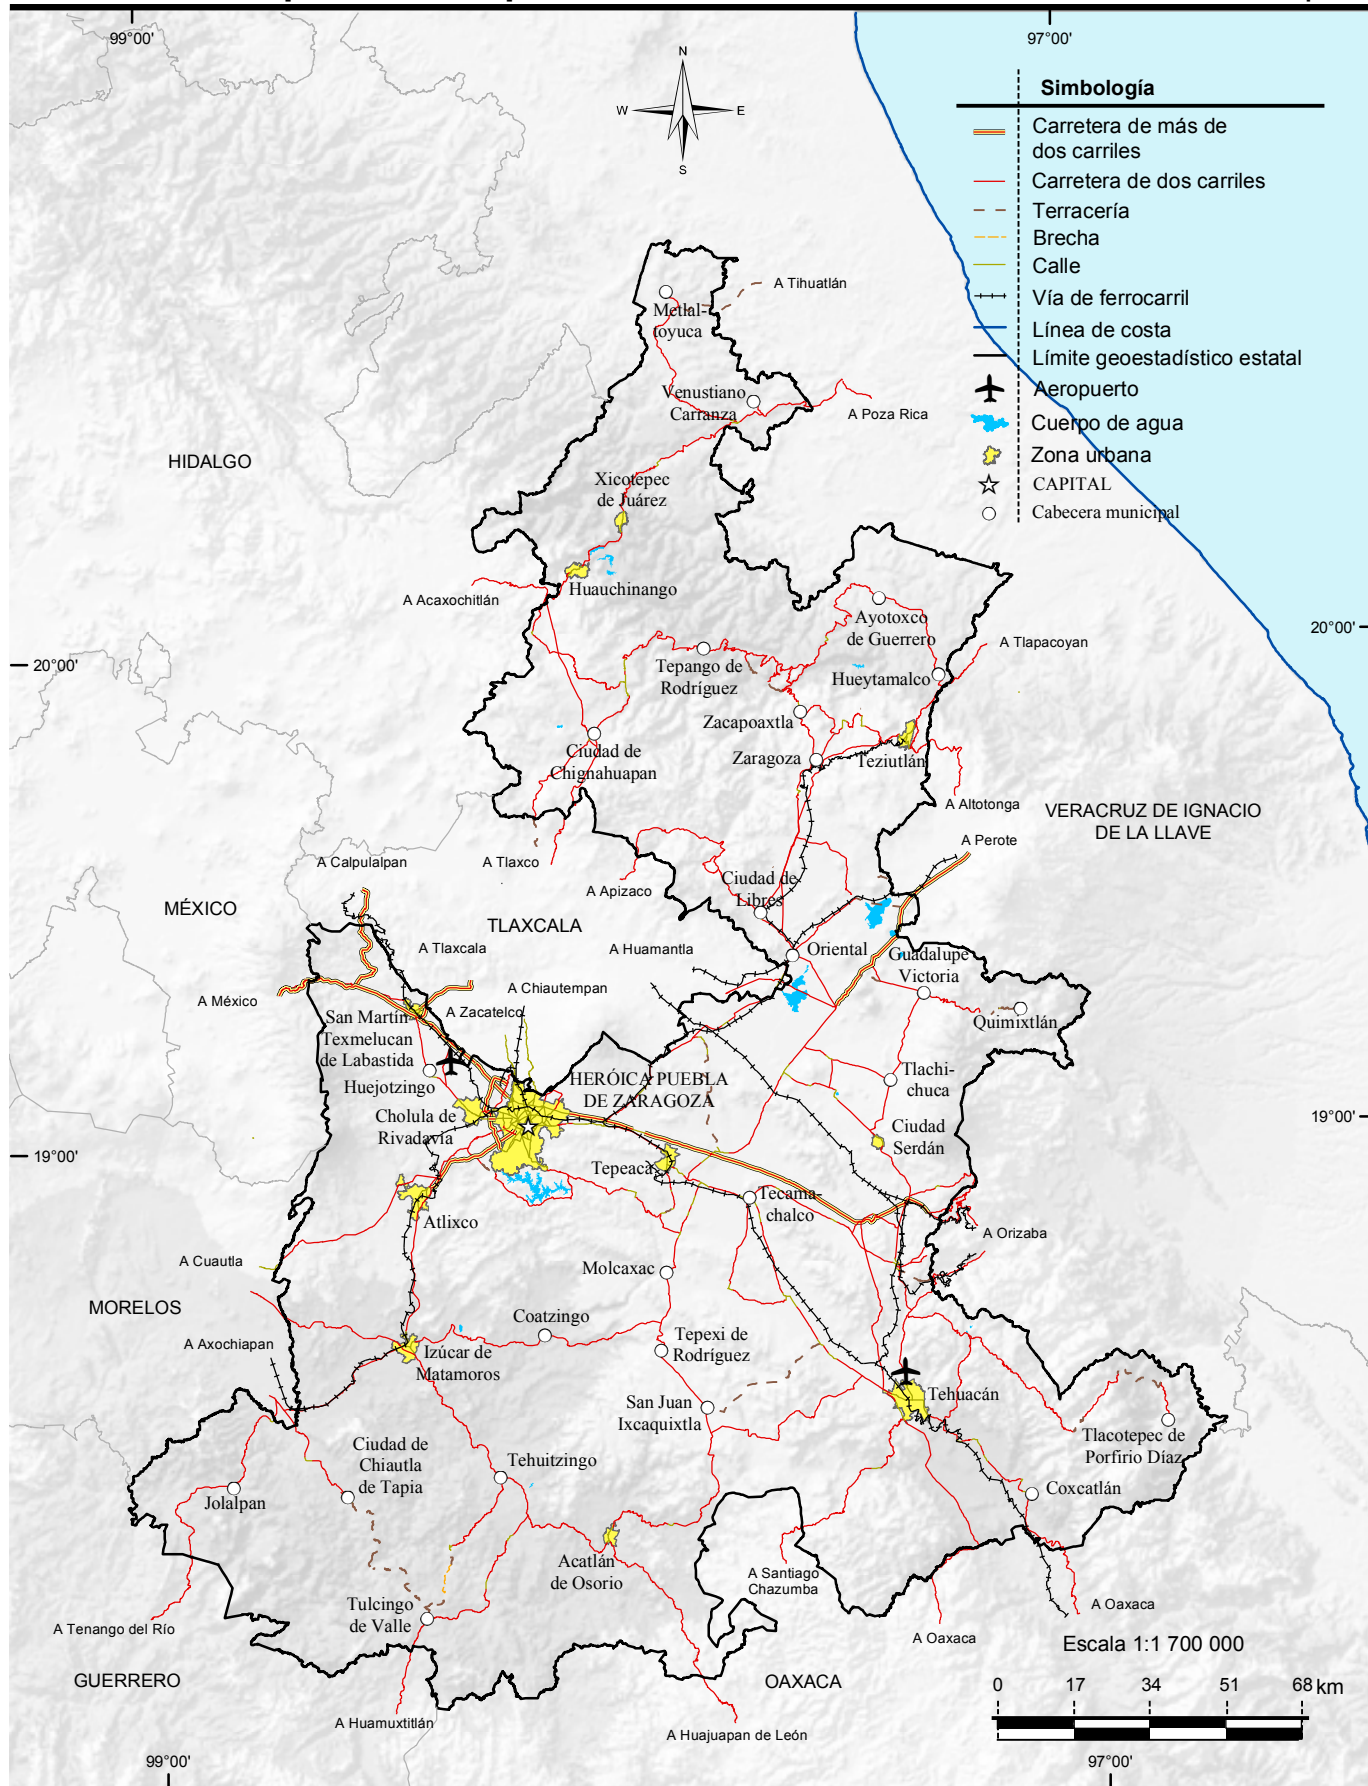 99°00'
97°00'
N
W
E
S
Simbología
Carretera de más de
dos carriles
Carretera de dos carriles
Terracería
Brecha
Calle
Vía de ferrocarril
Línea de costa
Límite geoestadístico estatal
Aeropuerto
Cuerpo de agua
Zona urbana
CAPITAL
Cabecera municipal
A Tihuatlán
Metlal-
toyuca
Venustiano
Carranza
A Poza Rica
HIDALGO
Xicotepec
de Juárez
Huauchinango
A Acaxochitlán
Ayotoxco
de Guerrero
20°00'
A Tlapacoyan
20°00'
Tepango de
Rodríguez
Hueytamalco
Zacapoaxtla
Zaragoza
Teziutlán
Ciudad de
Chignahuapan
A Altotonga
VERACRUZ DE IGNACIO
DE LA LLAVE
A Perote
A Calpulalpan
A Tlaxco
A Apizaco
Ciudad de
Libres
MÉXICO
TLAXCALA
A Tlaxcala
A Huamantla
Oriental
Guadalupe
Victoria
A México
A Chiautempan
A Zacatelco
San Martín
Texmelucan
de Labastida
Quimixtlán
Huejotzingo
HERÓICA PUEBLA
DE ZARAGOZA
Tlachi-
chuca
Cholula de
Rivadavia
Ciudad
Serdán
19°00'
19°00'
Tepeaca
Tecama-
chalco
Atlixco
A Orizaba
A Cuautla
Molcaxac
MORELOS
Coatzingo
A Axochiapan
Izúcar de
Matamoros
Tepexi de
Rodríguez
San Juan
Ixcaquixtla
Tehuacán
Tlacotepec de
Porfirio Díaz
Ciudad de
Chiautla
de Tapia
Tehuitzingo
Jolalpan
Coxcatlán
Acatlán
de Osorio
A Santiago
Chazumba
Tulcingo
de Valle
A Oaxaca
A Tenango del Río
A Oaxaca
Escala 1:1 700 000
GUERRERO
OAXACA
0 17 34 51 68 km
A Huamuxtitlán
A Huajuapan de León
99°00'
97°00'